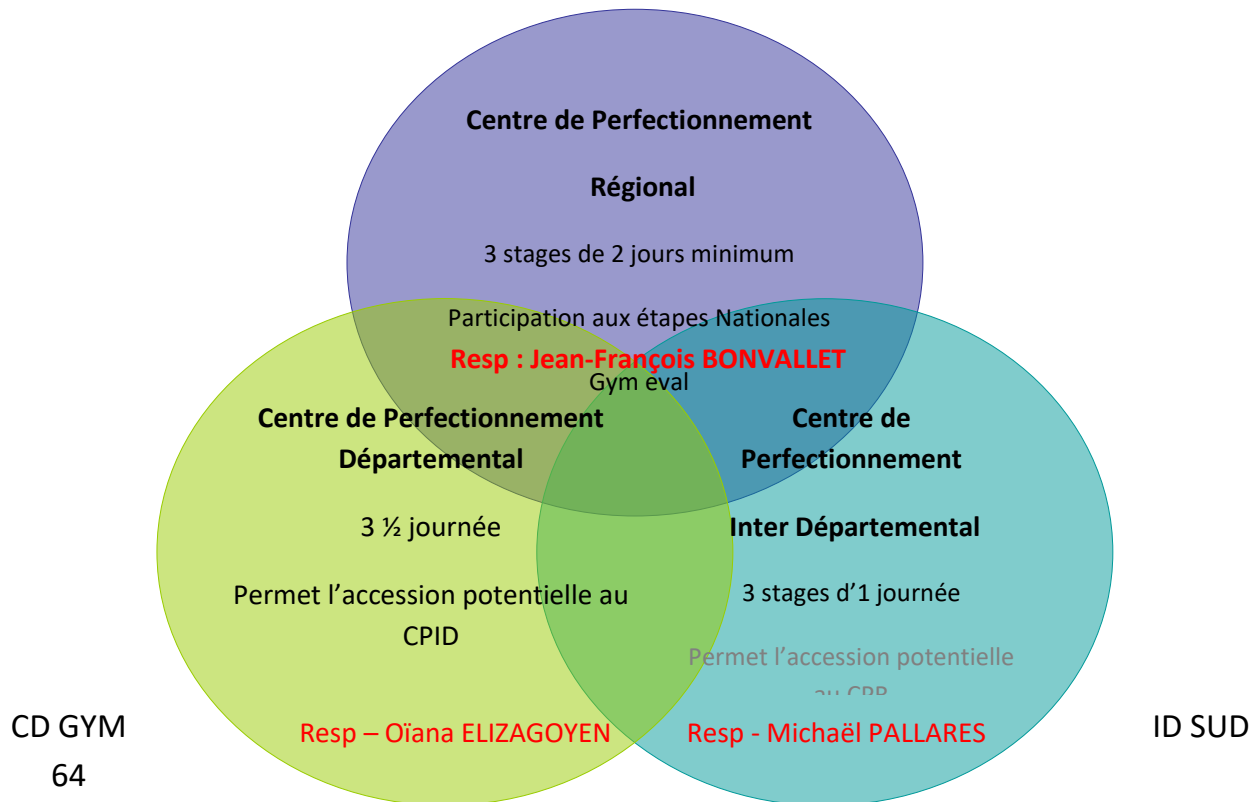 Centre de Perfectionnement
Régional
3 stages de 2 jours minimum
Participation aux étapes Nationales
Resp : Jean-François BONVALLET
Gym eval
Centre de Perfectionnement
Départemental
3 ½ journée
Permet l’accession potentielle au
CPID
Resp – Oïana ELIZAGOYEN
Centre de
Perfectionnement
Inter Départemental
3 stages d’1 journée
Permet l’accession potentielle
au CPR
Resp - Michaël PALLARES
CD GYM
64
ID SUD